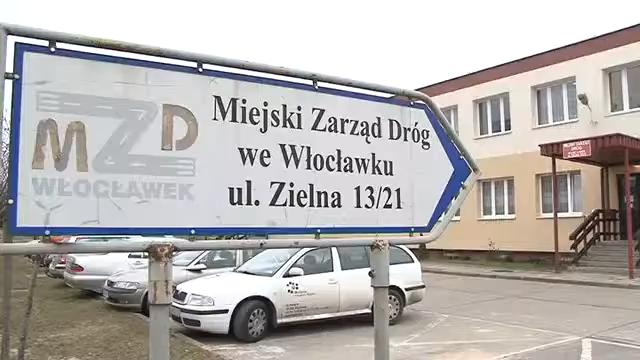 MZD
WŁOCŁAWEK
Miejski Zarząd Dróg
we Włocławku
ul. Zielna 13/21